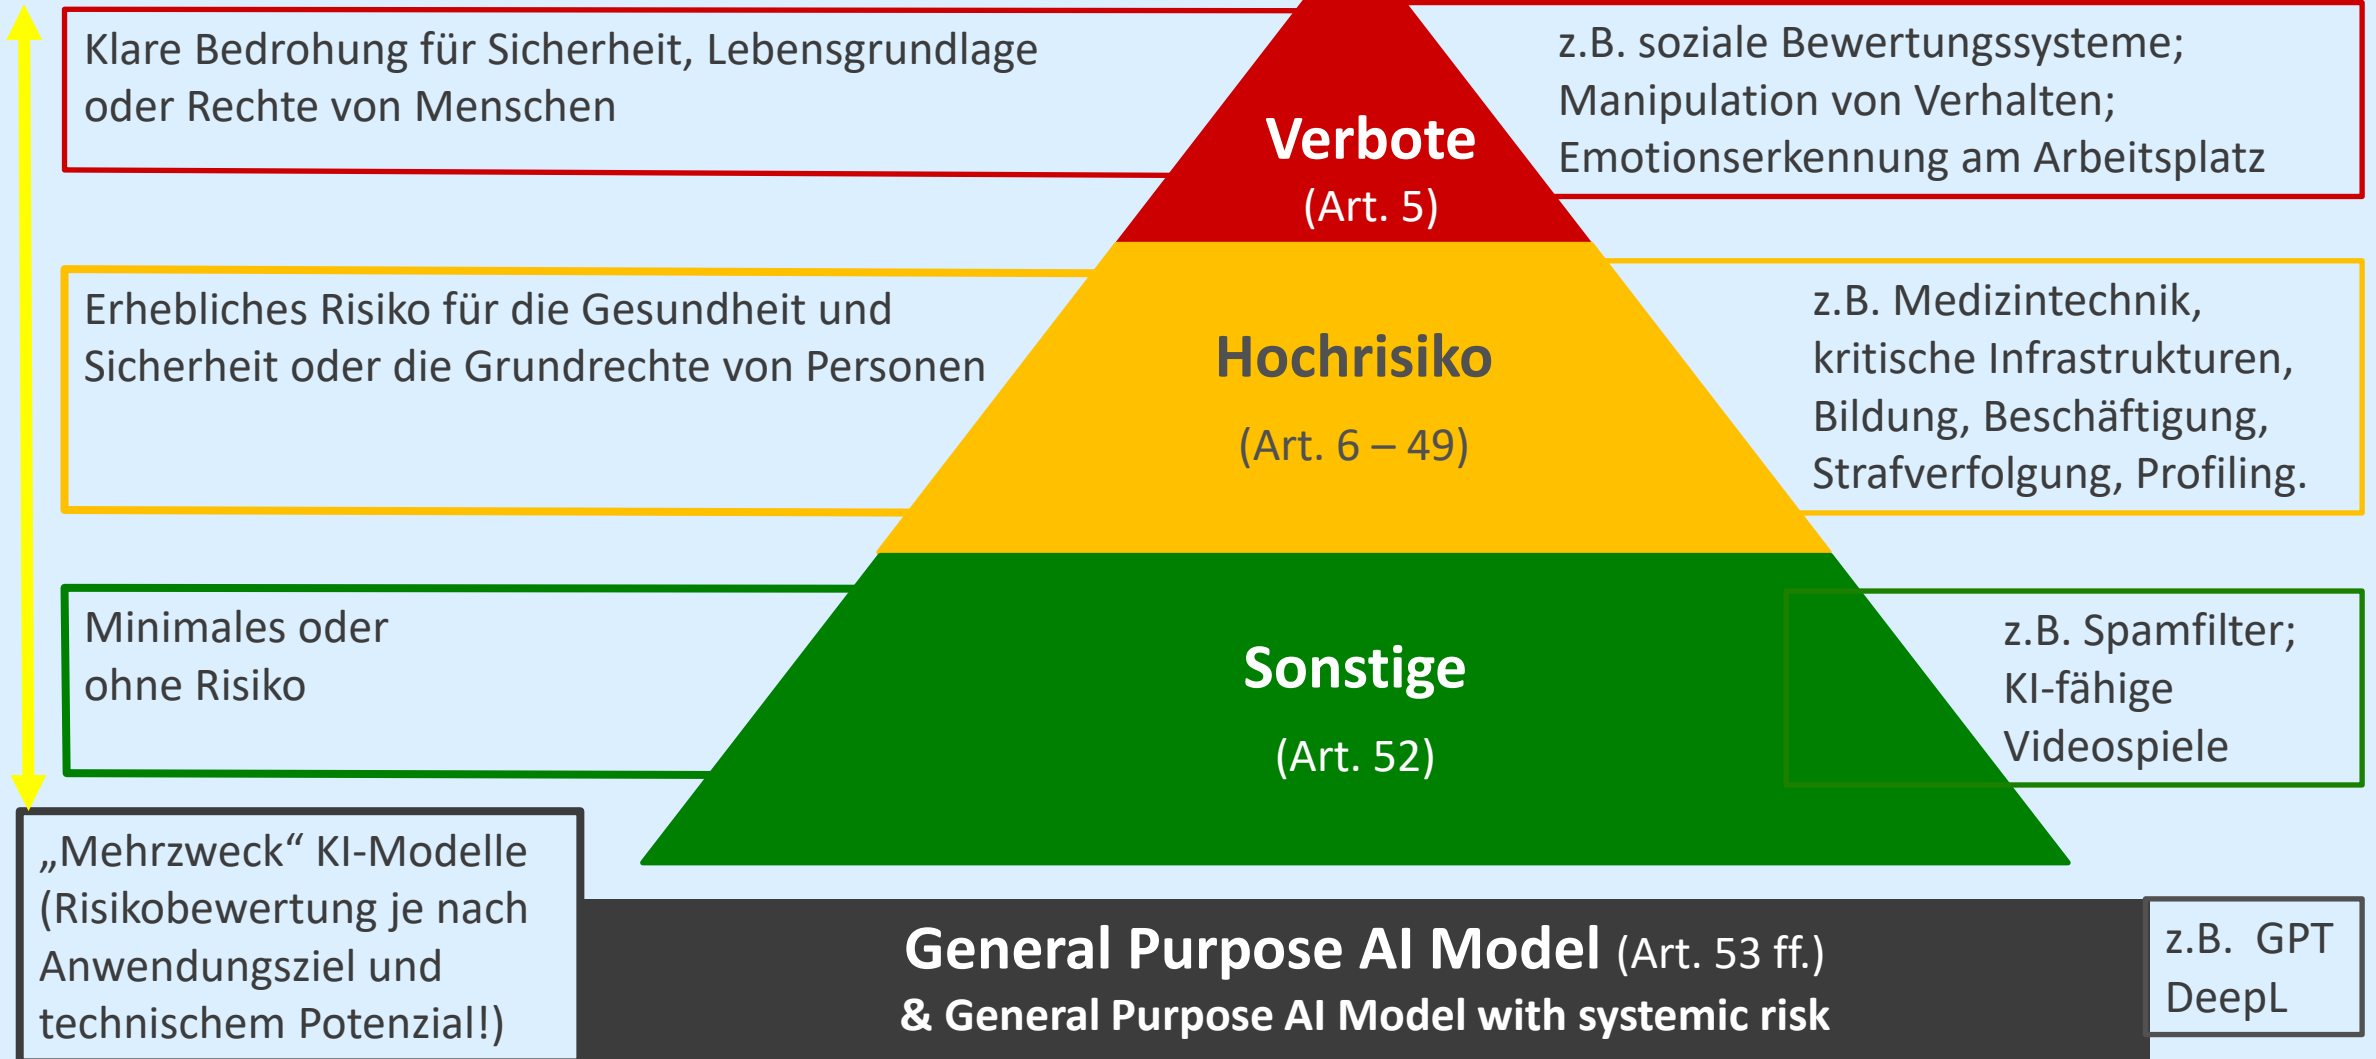 Klare Bedrohung für Sicherheit, Lebensgrundlage
oder Rechte von Menschen
Verbote
(Art. 5)
z.B. soziale Bewertungssysteme;
Manipulation von Verhalten;
Emotionserkennung am Arbeitsplatz
Erhebliches Risiko für die Gesundheit und
Sicherheit oder die Grundrechte von Personen
Hochrisiko
(Art. 6 – 49)
z.B. Medizintechnik,
kritische Infrastrukturen,
Bildung, Beschäftigung,
Strafverfolgung, Profiling.
Minimales oder
ohne Risiko
Sonstige
(Art. 52)
z.B. Spamfilter;
KI-fähige
Videospiele
„Mehrzweck“ KI-Modelle
(Risikobewertung je nach
Anwendungsziel und
technischem Potenzial!)
General Purpose AI Model (Art. 53 ff.)
& General Purpose AI Model with systemic risk
z.B. GPT
DeepL